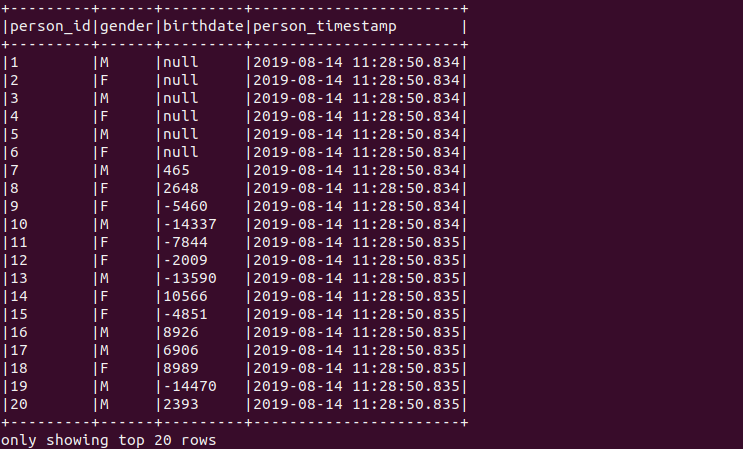 +---------+------+---------+-----------------------+
|person_id|gender|birthdate|person_timestamp       |
+---------+------+---------+-----------------------+
|1        |M     |null     |2019-08-14 11:28:50.834|
|2        |F     |null     |2019-08-14 11:28:50.834|
|3        |M     |null     |2019-08-14 11:28:50.834|
|4        |F     |null     |2019-08-14 11:28:50.834|
|5        |M     |null     |2019-08-14 11:28:50.834|
|6        |F     |null     |2019-08-14 11:28:50.834|
|7        |M     |465      |2019-08-14 11:28:50.834|
|8        |F     |2648     |2019-08-14 11:28:50.834|
|9        |F     |-5460    |2019-08-14 11:28:50.834|
|10       |M     |-14337   |2019-08-14 11:28:50.834|
|11       |F     |-7844    |2019-08-14 11:28:50.835|
|12       |F     |-2009    |2019-08-14 11:28:50.835|
|13       |M     |-13590   |2019-08-14 11:28:50.835|
|14       |F     |10566    |2019-08-14 11:28:50.835|
|15       |F     |-4851    |2019-08-14 11:28:50.835|
|16       |M     |8926     |2019-08-14 11:28:50.835|
|17       |M     |6906     |2019-08-14 11:28:50.835|
|18       |F     |8989     |2019-08-14 11:28:50.835|
|19       |M     |-14470   |2019-08-14 11:28:50.835|
|20       |M     |2393     |2019-08-14 11:28:50.835|
+---------+------+---------+-----------------------+
only showing top 20 rows